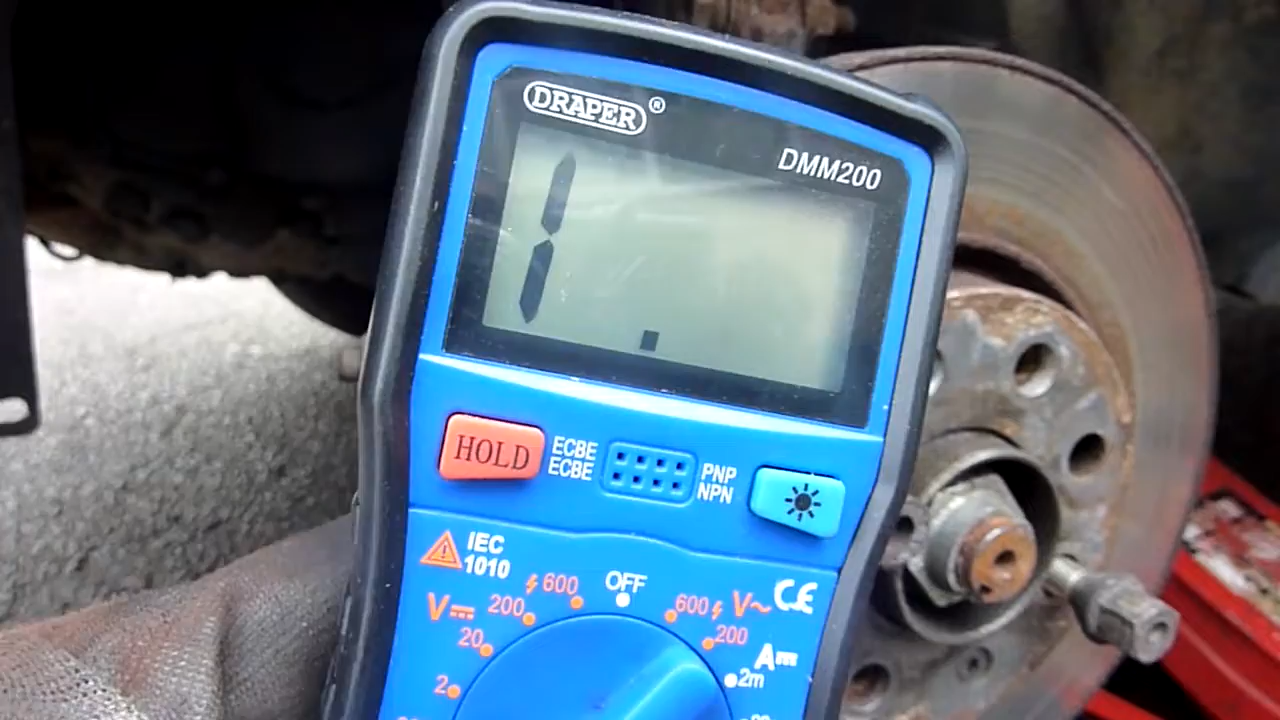 DRAPER®
DMM200
1 .
HOLD
ECBE
ECBE
PNP
NPN
IEC
1010
600
OFF
600
V~
CE
V⎓
200
200
20
A⎓
2m
2